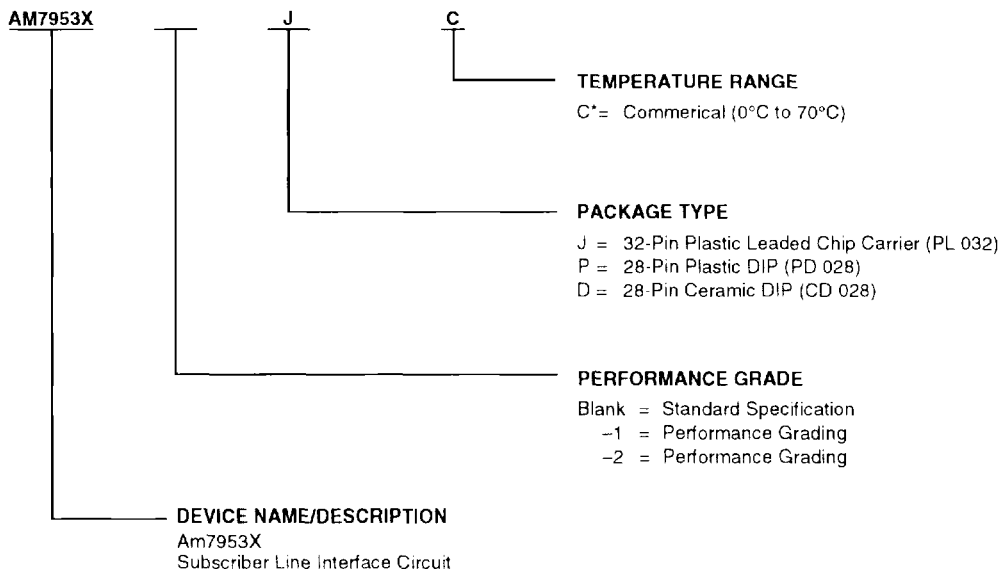 AM7953X J C
TEMPERATURE RANGE
C*= Commerical (0°C to 70°C)
PACKAGE TYPE
J = 32-Pin Plastic Leaded Chip Carrier (PL 032)
P = 28-Pin Plastic DIP (PD 028)
D = 28-Pin Ceramic DIP (CD 028)
PERFORMANCE GRADE
Blank = Standard Specification
–1 = Performance Grading
–2 = Performance Grading
DEVICE NAME/DESCRIPTION
Am7953X
Subscriber Line Interface Circuit